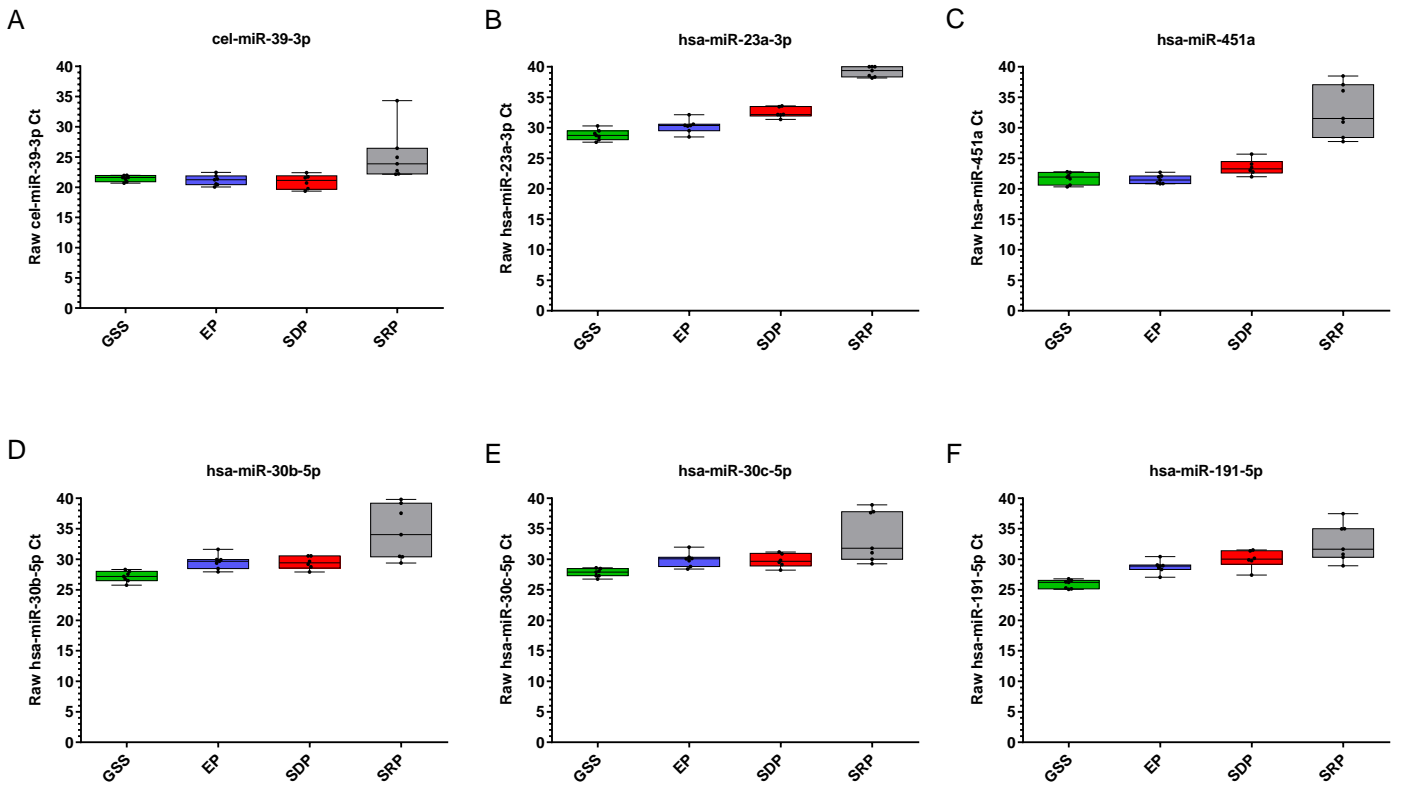 A
cel-miR-39-3p
Raw cel-miR-39-3p Ct
40
35
30
25
20
15
10
5
0
GSS
EP
SDP
SRP
B
hsa-miR-23a-3p
Raw hsa-miR-23a-3p Ct
40
35
30
25
20
15
10
5
0
GSS
EP
SDP
SRP
C
hsa-miR-451a
Raw hsa-miR-451a Ct
40
35
30
25
20
15
10
5
0
GSS
EP
SDP
SRP
D
hsa-miR-30b-5p
Raw hsa-miR-30b-5p Ct
40
35
30
25
20
15
10
5
0
GSS
EP
SDP
SRP
E
hsa-miR-30c-5p
Raw hsa-miR-30c-5p Ct
40
35
30
25
20
15
10
5
0
GSS
EP
SDP
SRP
F
hsa-miR-191-5p
Raw hsa-miR-191-5p Ct
40
35
30
25
20
15
10
5
0
GSS
EP
SDP
SRP